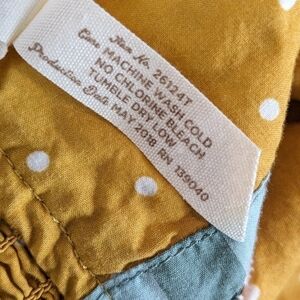 Item No. 26124T
Care MACHINE WASH COLD
NO CHLORINE BLEACH
TUMBLE DRY LOW
Production Date MAY 2018 RN 139040